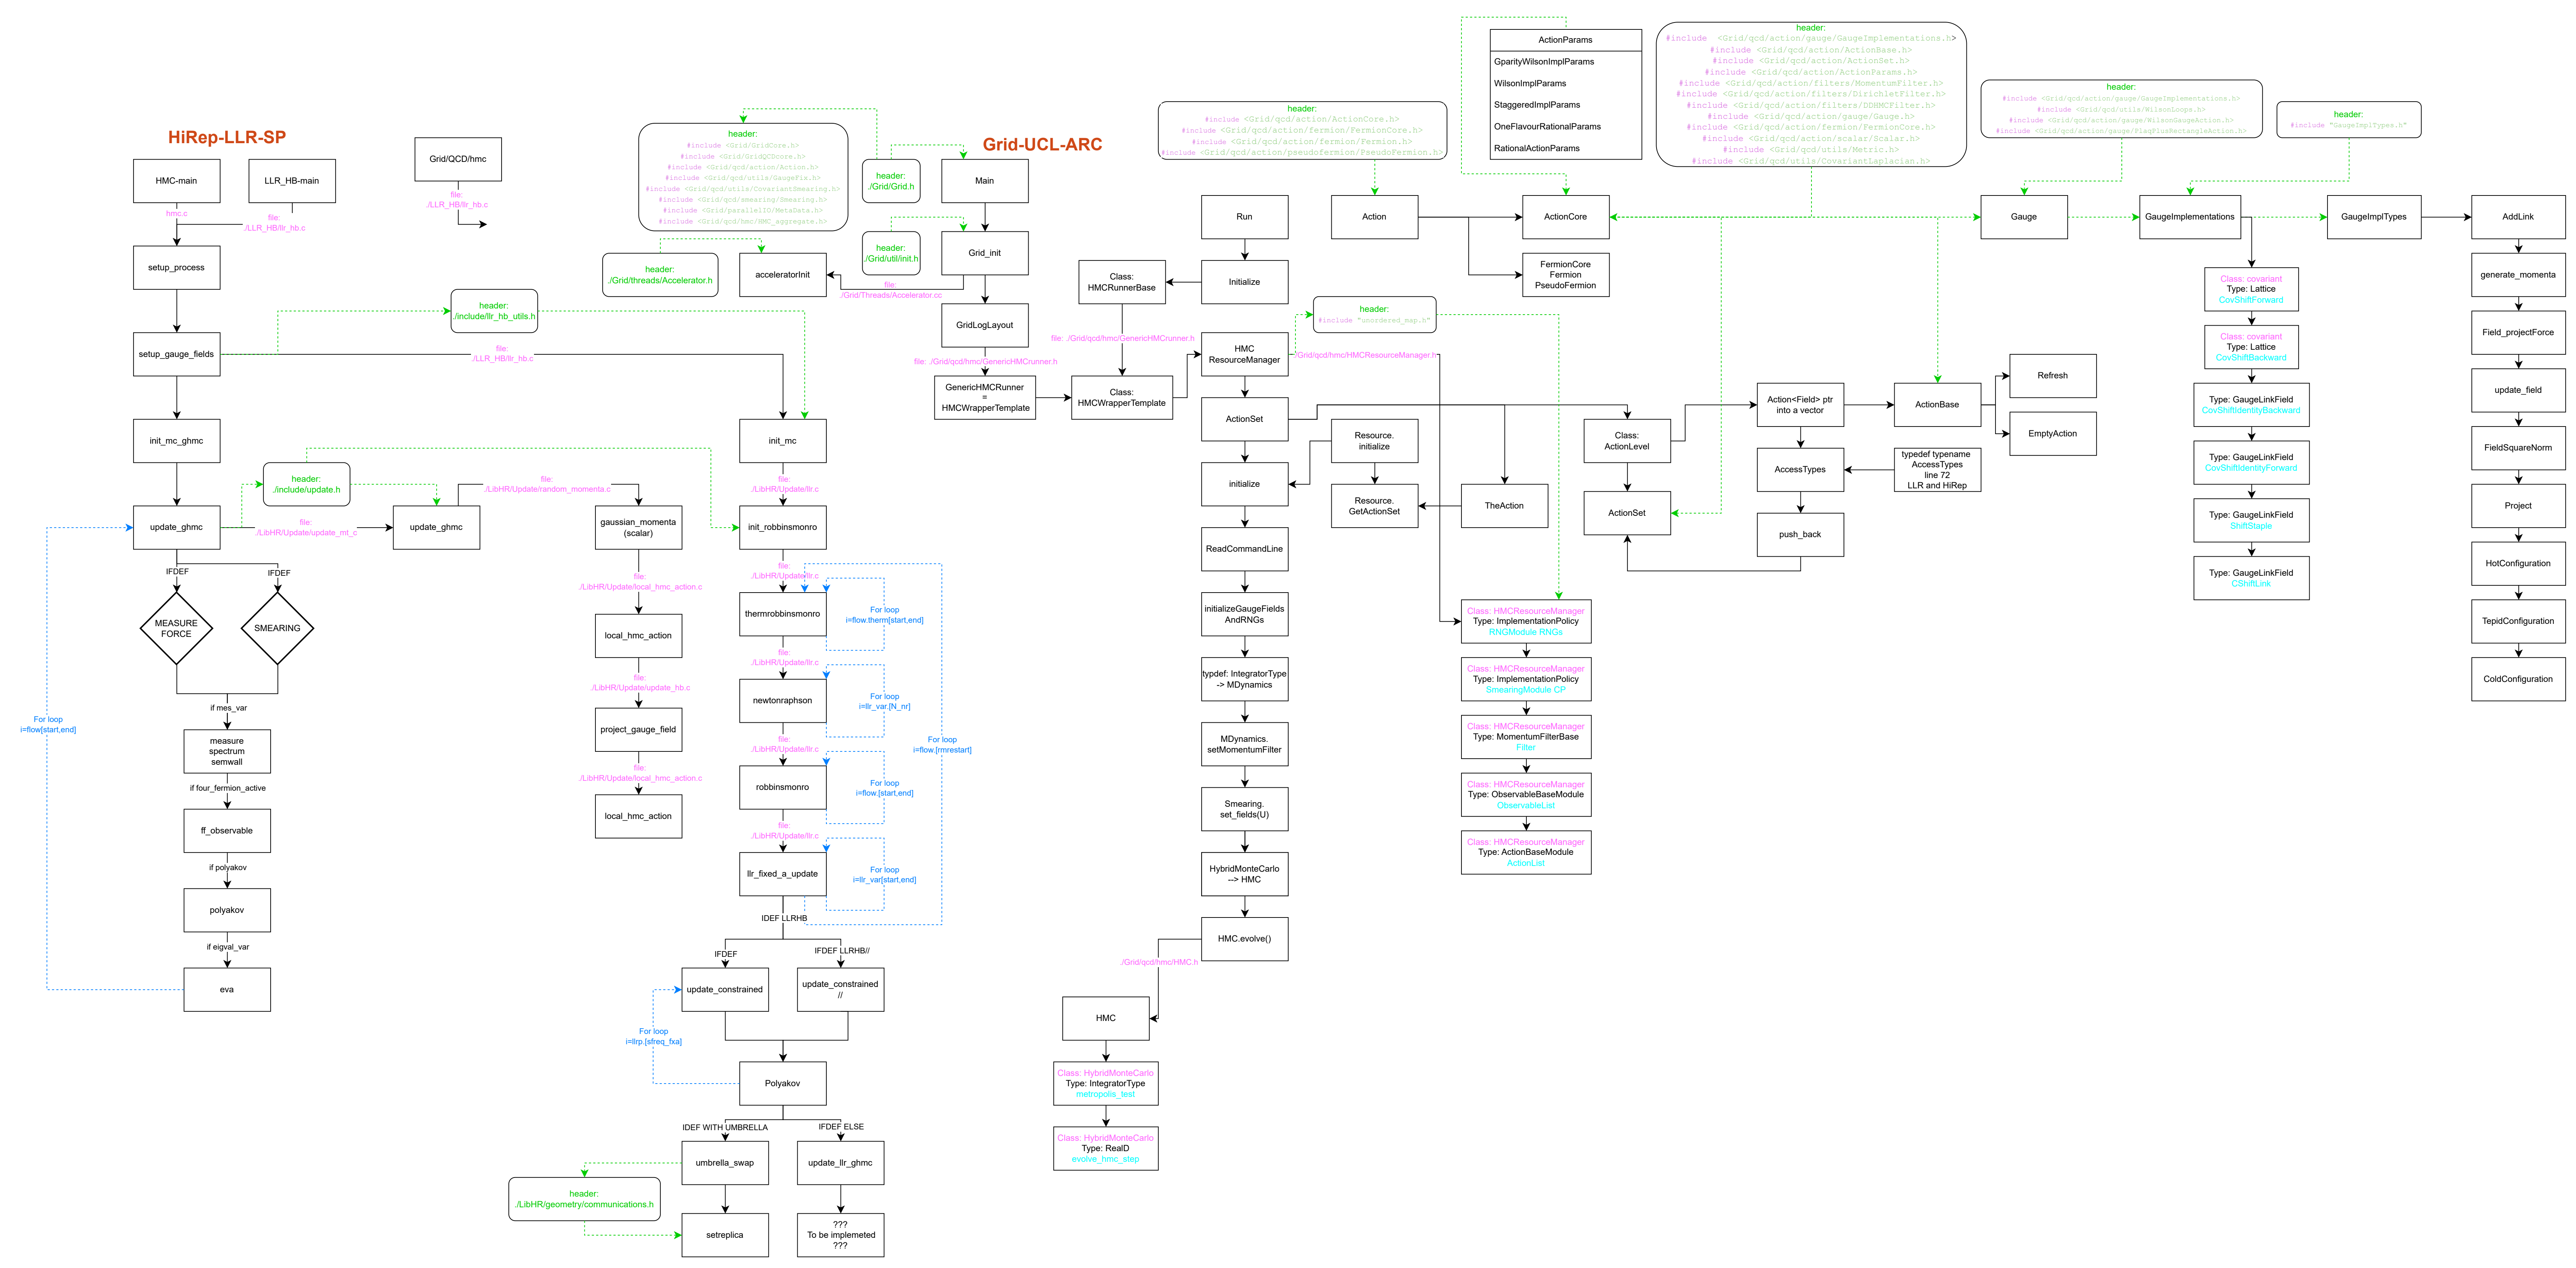 HiRep-LLR-SP
HMC-main
LLR_HB-main
hmc.c
file:
./LLR_HB/llr_hb.c
Grid/QCD/hmc
file:
./LLR_HB/llr_hb.c
setup_process
setup_gauge_fields
header:
./include/llr_hb_utils.h
file:
./LLR_HB/llr_hb.c
init_mc_ghmc
header:
./include/update.h
update_ghmc
file:
./LibHR/Update/update_mt_c
update_ghmc
file:
./LibHR/Update/random_momenta.c
gaussian_momenta
(scalar)
file:
./LibHR/Update/local_hmc_action.c
local_hmc_action
file:
./LibHR/Update/update_hb.c
project_gauge_field
file:
./LibHR/Update/local_hmc_action.c
local_hmc_action
IFDEF
IFDEF
MEASURE
FORCE
SMEARING
For loop
i=flow[start,end]
if mes_var
measure
spectrum
semwall
if four_fermion_active
ff_observable
if polyakov
polyakov
if eigval_var
eva
init_mc
file:
./LibHR/Update/llr.c
init_robbinsmonro
file:
./LibHR/Update/llr.c
thermrobbinsmonro
For loop
i=flow.therm[start,end]
file:
./LibHR/Update/llr.c
newtonraphson
For loop
i=llr_var.[N_nr]
For loop
i=flow.[rmrestart]
file:
./LibHR/Update/llr.c
robbinsmonro
For loop
i=flow.[start,end]
file:
./LibHR/Update/llr.c
llr_fixed_a_update
For loop
i=llr_var[start,end]
IDEF LLRHB
IFDEF
IFDEF LLRHB//
update_constrained
update_constrained
//
For loop
i=llrp.[sfreq_fxa]
Polyakov
IDEF WITH UMBRELLA
IFDEF ELSE
umbrella_swap
update_llr_ghmc
header:
./LibHR/geometry/communications.h
setreplica
???
To be implemeted
???
Grid-UCL-ARC
header:
#include <Grid/GridCore.h>
#include <Grid/GridQCDcore.h>
#include <Grid/qcd/action/Action.h>
#include <Grid/qcd/utils/GaugeFix.h>
#include <Grid/qcd/utils/CovariantSmearing.h>
#include <Grid/qcd/smearing/Smearing.h>
#include <Grid/parallelIO/MetaData.h>
#include <Grid/qcd/hmc/HMC_aggregate.h>
header:
./Grid/Grid.h
Main
header:
./Grid/util/init.h
Grid_init
header:
./Grid/threads/Accelerator.h
acceleratorInit
file:
./Grid/Threads/Accelerator.cc
GridLogLayout
file: ./Grid/qcd/hmc/GenericHMCrunner.h
GenericHMCRunner
=
HMCWrapperTemplate
Class:
HMCRunnerBase
file: ./Grid/qcd/hmc/GenericHMCrunner.h
Class:
HMCWrapperTemplate
Run
Initialize
HMC
ResourceManager
header:
#include "unordered_map.h"
/Grid/qcd/hmc/HMCResourceManager.h
ActionSet
initialize
Resource.
initialize
Resource.
GetActionSet
TheAction
ReadCommandLine
initializeGaugeFields
AndRNGs
typdef: IntegratorType
-> MDynamics
MDynamics.
setMomentumFilter
Smearing.
set_fields(U)
HybridMonteCarlo
--> HMC
HMC.evolve()
./Grid/qcd/hmc/HMC.h
HMC
Class: HybridMonteCarlo
Type: IntegratorType
metropolis_test
Class: HybridMonteCarlo
Type: RealD
evolve_hmc_step
header:
#include <Grid/qcd/action/ActionCore.h>
#include <Grid/qcd/action/fermion/FermionCore.h>
#include <Grid/qcd/action/fermion/Fermion.h>
#include <Grid/qcd/action/pseudofermion/PseudoFermion.h>
Action
ActionCore
FermionCore
Fermion
PseudoFermion
ActionParams
GparityWilsonImplParams
WilsonImplParams
StaggeredImplParams
OneFlavourRationalParams
RationalActionParams
header:
#include <Grid/qcd/action/gauge/GaugeImplementations.h>
#include <Grid/qcd/action/ActionBase.h>
#include <Grid/qcd/action/ActionSet.h>
#include <Grid/qcd/action/ActionParams.h>
#include <Grid/qcd/action/filters/MomentumFilter.h>
#include <Grid/qcd/action/filters/DirichletFilter.h>
#include <Grid/qcd/action/filters/DDHMCFilter.h>
#include <Grid/qcd/action/gauge/Gauge.h>
#include <Grid/qcd/action/fermion/FermionCore.h>
#include <Grid/qcd/action/scalar/Scalar.h>
#include <Grid/qcd/utils/Metric.h>
#include <Grid/qcd/utils/CovariantLaplacian.h>
Class:
ActionLevel
ActionSet
Action<Field> ptr
into a vector
AccessTypes
push_back
typedef typename
AccessTypes
line 72
LLR and HiRep
ActionBase
Refresh
EmptyAction
Class: HMCResourceManager
Type: ImplementationPolicy
RNGModule RNGs
Class: HMCResourceManager
Type: ImplementationPolicy
SmearingModule CP
Class: HMCResourceManager
Type: MomentumFilterBase
Filter
Class: HMCResourceManager
Type: ObservableBaseModule
ObservableList
Class: HMCResourceManager
Type: ActionBaseModule
ActionList
header:
#include <Grid/qcd/action/gauge/GaugeImplementations.h>
#include <Grid/qcd/utils/WilsonLoops.h>
#include <Grid/qcd/action/gauge/WilsonGaugeAction.h>
#include <Grid/qcd/action/gauge/PlaqPlusRectangleAction.h>
header:
#include "GaugeImplTypes.h"
Gauge
GaugeImplementations
GaugeImplTypes
Class: covariant
Type: Lattice
CovShiftForward
Class: covariant
Type: Lattice
CovShiftBackward
Type: GaugeLinkField
CovShiftIdentityBackward
Type: GaugeLinkField
CovShiftIdentityForward
Type: GaugeLinkField
ShiftStaple
Type: GaugeLinkField
CShiftLink
AddLink
generate_momenta
Field_projectForce
update_field
FieldSquareNorm
Project
HotConfiguration
TepidConfiguration
ColdConfiguration